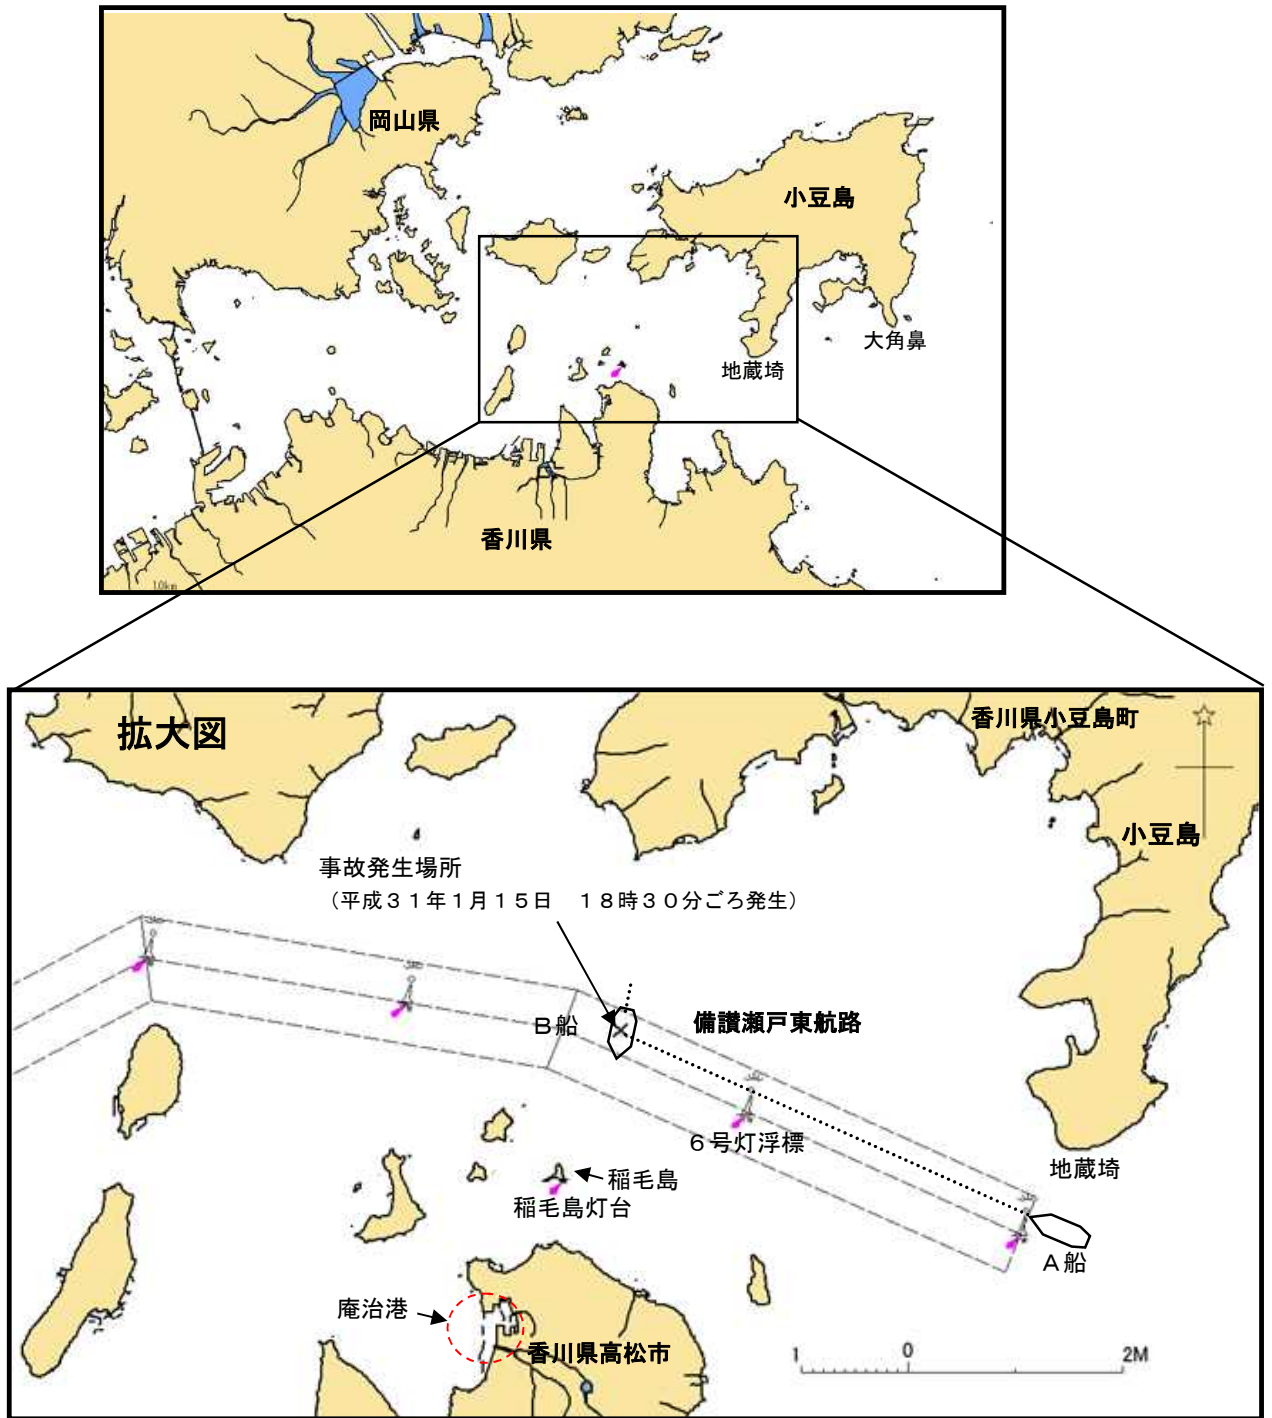 岡山県
小豆島
大角鼻
地蔵埼
香川県
10km
拡大図
香川県小豆島町
小豆島
事故発生場所
（平成３１年１月１５日　１８時３０分ごろ発生）
B船
備讃瀬戸東航路
６号灯浮標
地蔵埼
稲毛島
稲毛島灯台
A船
庵治港
香川県高松市
1 0 2M